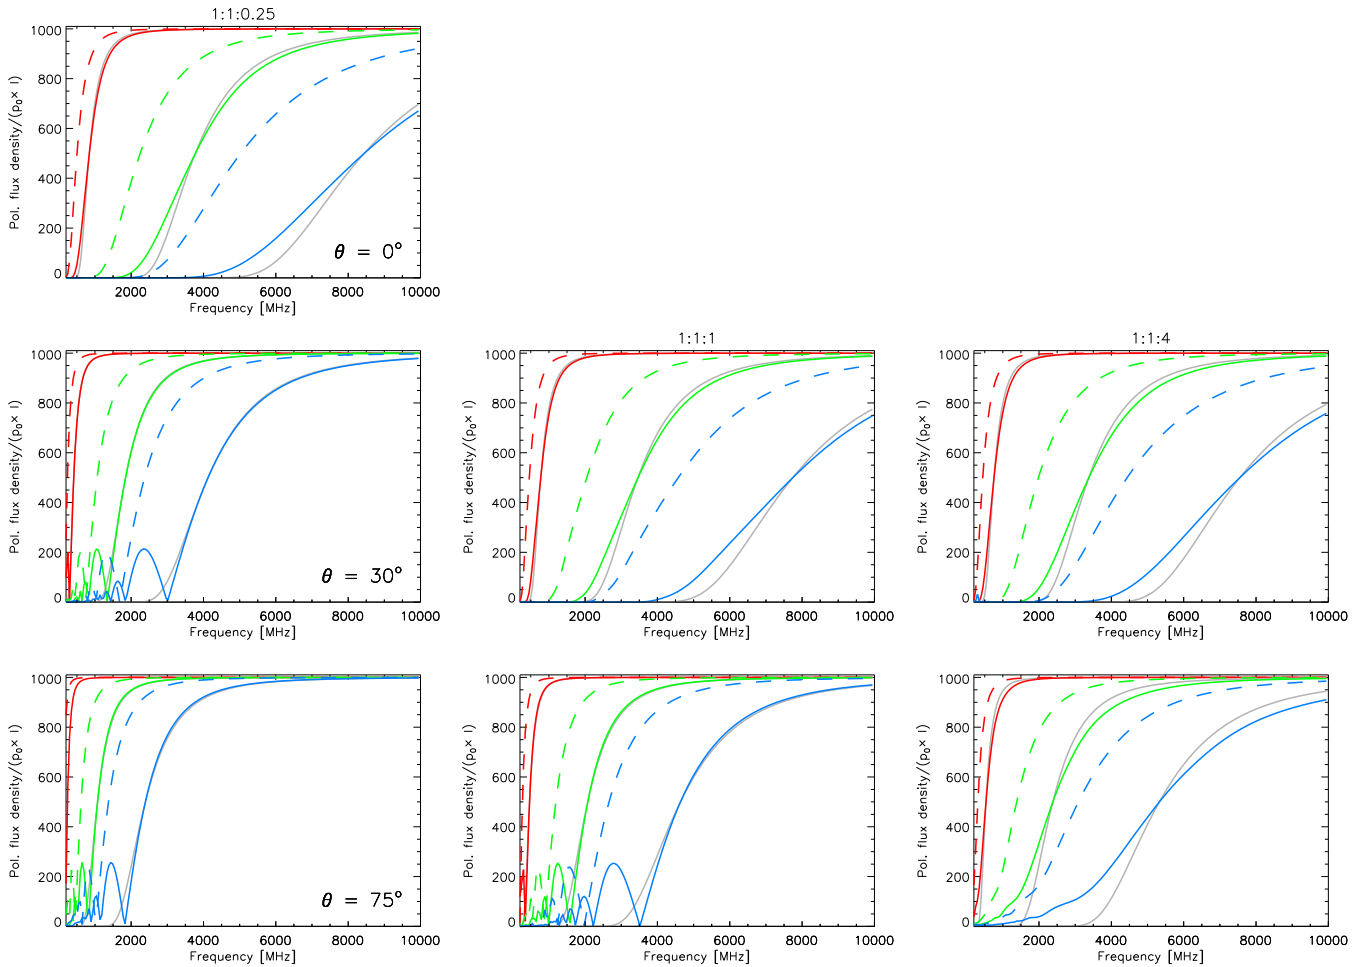 1:1:0.25
1000
800
600
400
200
0
Pol. flux density/(p₀× I)
θ = 0°
2000 4000 6000 8000 10000
Frequency [MHz]
1:1:1
1:1:4
1000 1000 1000
800 800 800
600 600 600
400 400 400
200 200 200
0 0 0
Pol. flux density/(p₀× I) Pol. flux density/(p₀× I) Pol. flux density/(p₀× I)
θ = 30°
2000 4000 6000 8000 10000 2000 4000 6000 8000 10000 2000 4000 6000 8000 10000
Frequency [MHz] Frequency [MHz] Frequency [MHz]
1000 1000 1000
800 800 800
600 600 600
400 400 400
200 200 200
0 0 0
Pol. flux density/(p₀× I) Pol. flux density/(p₀× I) Pol. flux density/(p₀× I)
θ = 75°
2000 4000 6000 8000 10000 2000 4000 6000 8000 10000 2000 4000 6000 8000 10000
Frequency [MHz] Frequency [MHz] Frequency [MHz]